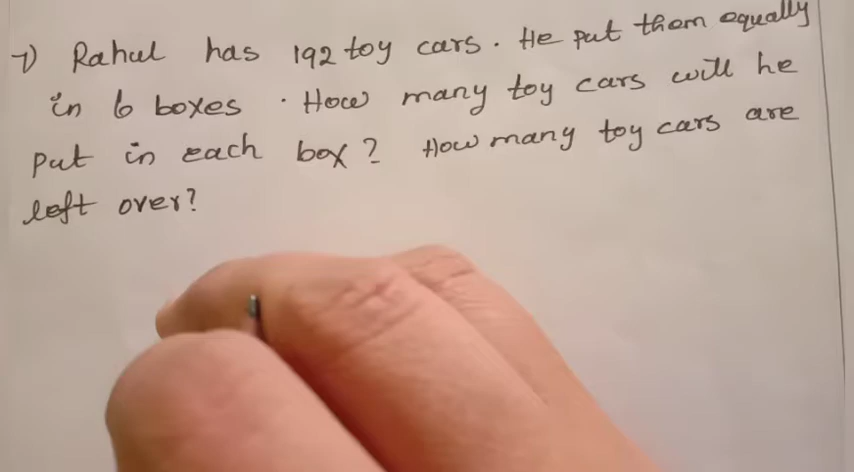 7) Rahul has 192 toy cars. He put them equally
in 6 boxes. How many toy cars will he
put in each box? How many toy cars are
left over?